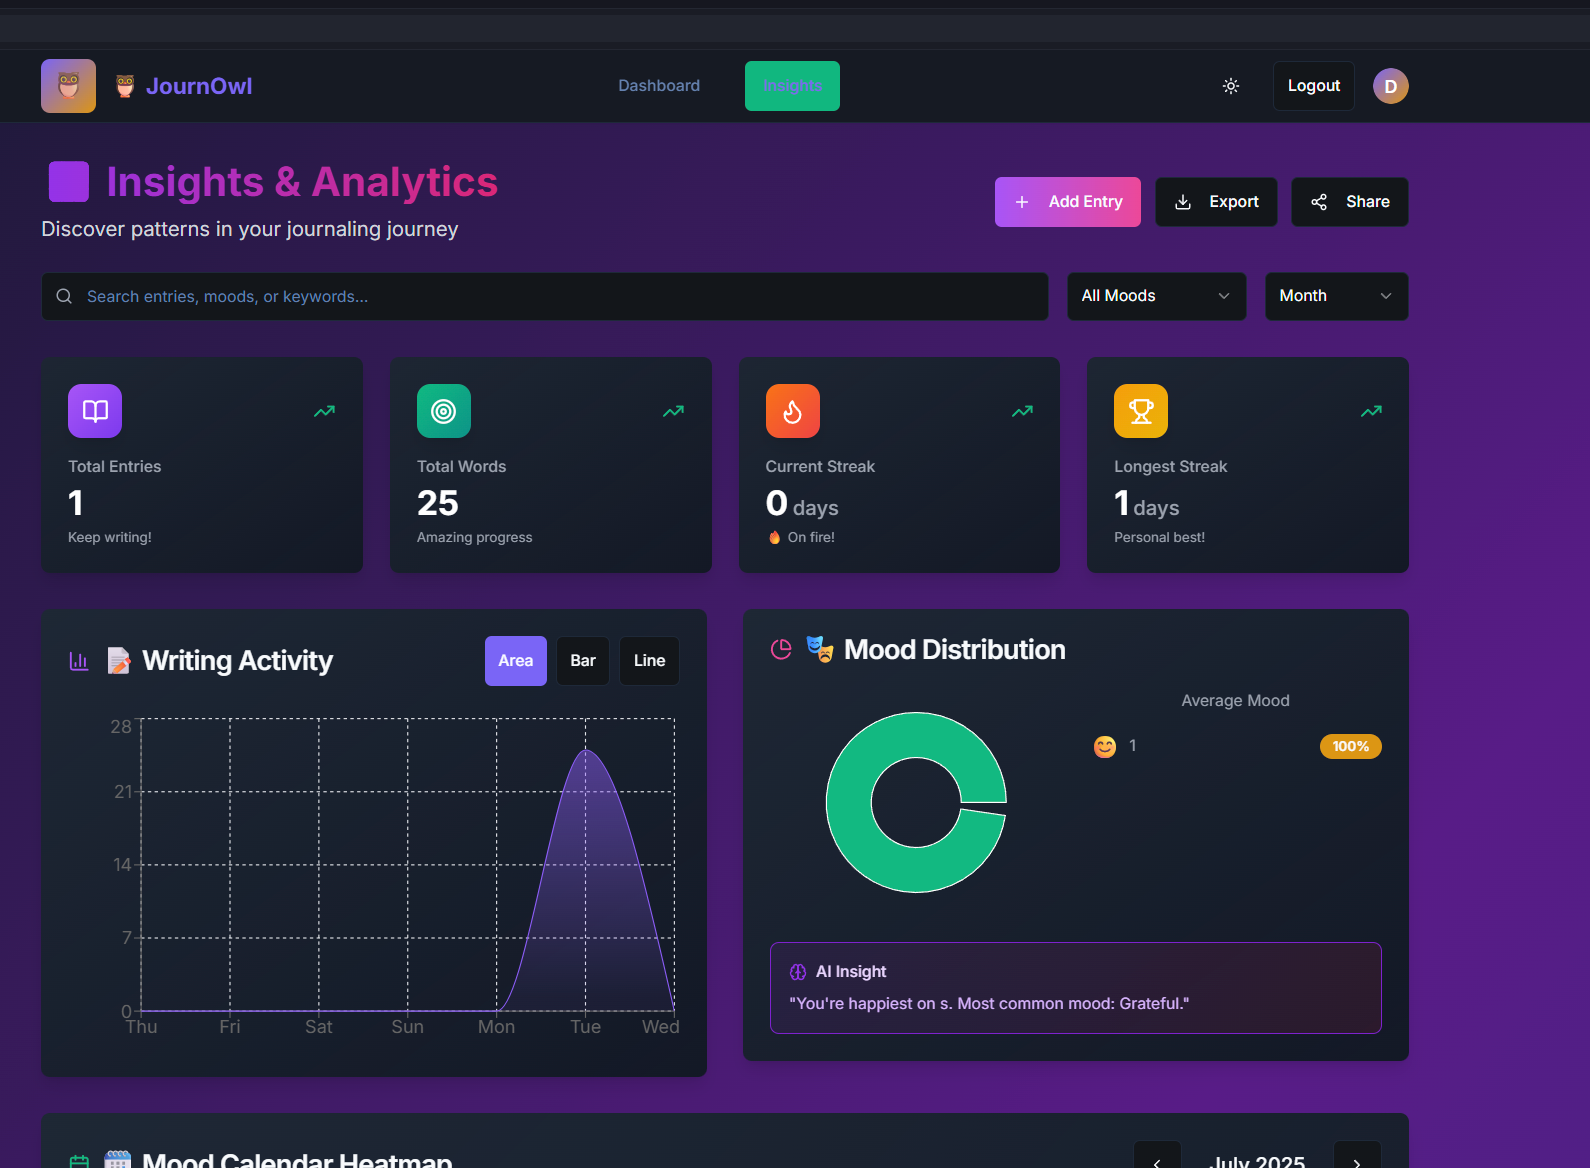 JournOwl
Dashboard
Insights
Logout
D
Insights & Analytics
Discover patterns in your journaling journey
Add Entry
Export
Share
Search entries, moods, or keywords...
All Moods
Month
Total Entries
1
Keep writing!
Total Words
25
Amazing progress
Current Streak
0 days
On fire!
Longest Streak
1 days
Personal best!
Writing Activity
Area
Bar
Line
28
21
14
7
0
Thu Fri Sat Sun Mon Tue Wed
Mood Distribution
Average Mood
1
100%
AI Insight
"You're happiest on s. Most common mood: Grateful."
Mood Calendar Heatmap
July 2025